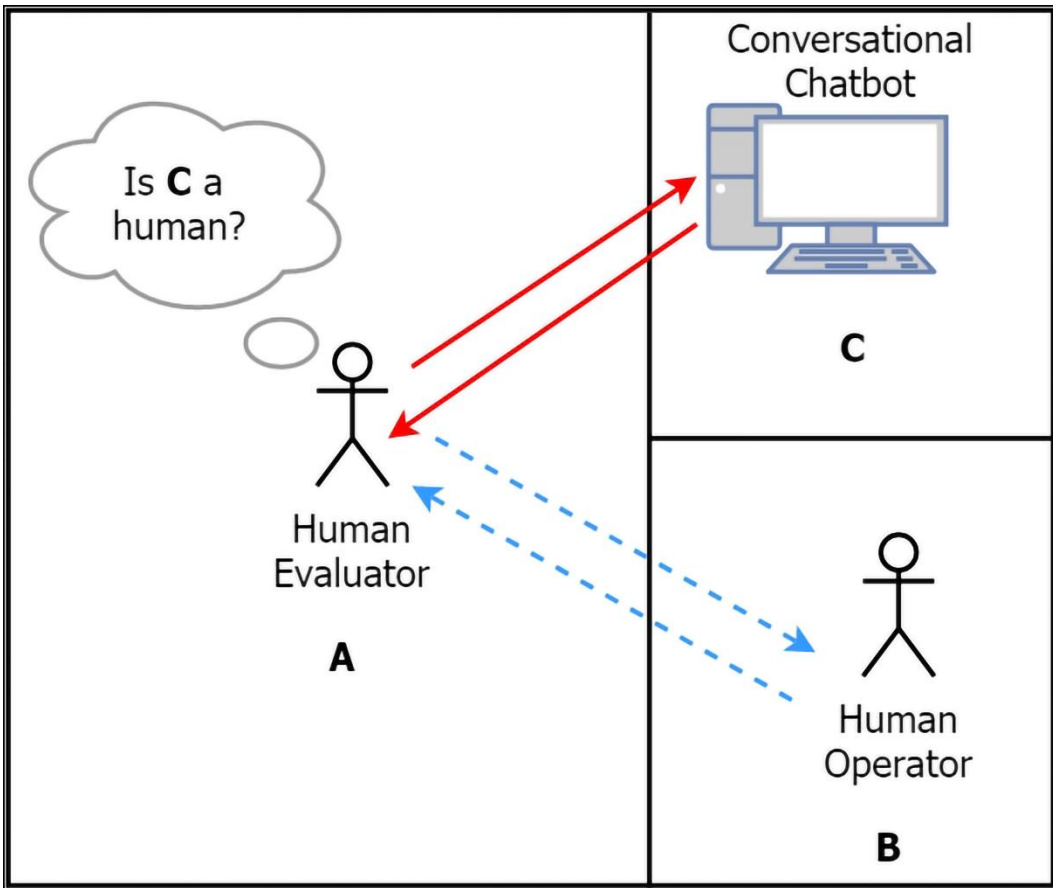 Is C a
human?
Human
Evaluator
A
Conversational
Chatbot
C
Human
Operator
B